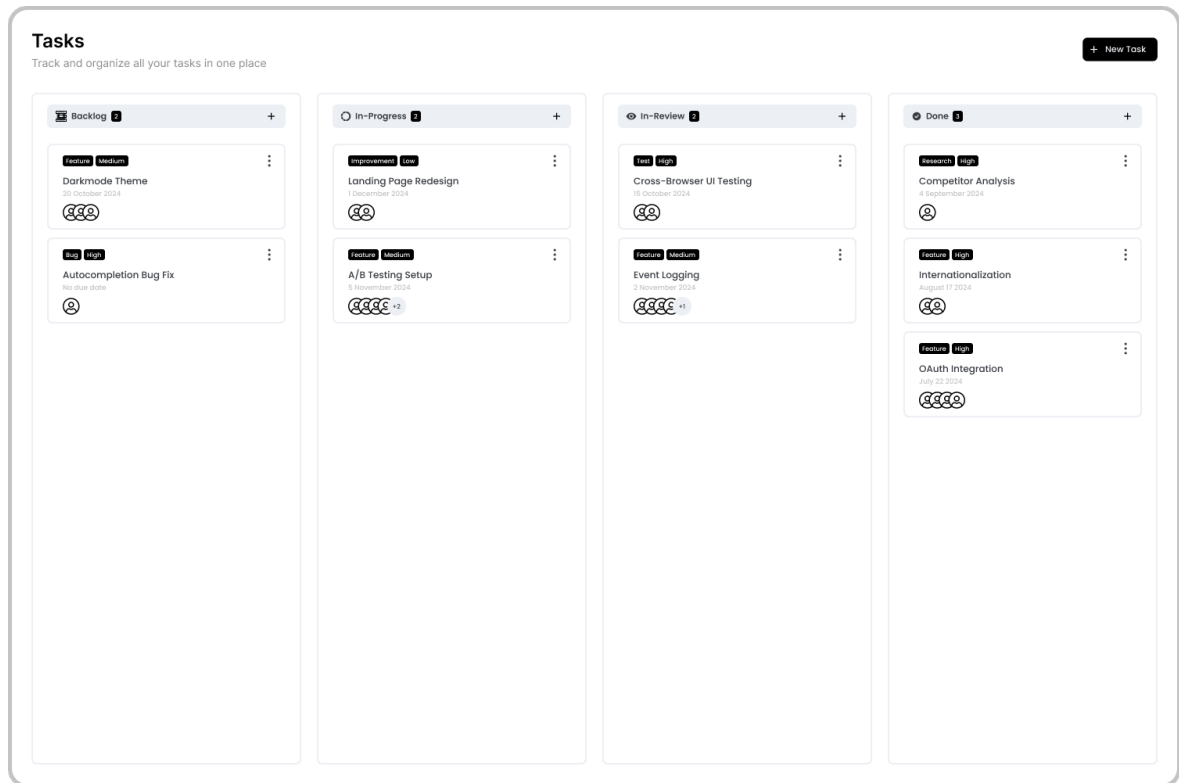 Tasks
Track and organize all your tasks in one place
+ New Task
Backlog 2 +
Feature Medium
Darkmode Theme
20 October 2024
Bug High
Autocompletion Bug Fix
No due date
In-Progress 2 +
Improvement Low
Landing Page Redesign
1 December 2024
Feature Medium
A/B Testing Setup
5 November 2024
+2
In-Review 2 +
Test High
Cross-Browser UI Testing
15 October 2024
Feature Medium
Event Logging
2 November 2024
+1
Done 3 +
Research High
Competitor Analysis
4 September 2024
Feature High
Internationalization
August 17 2024
Feature High
OAuth Integration
July 22 2024